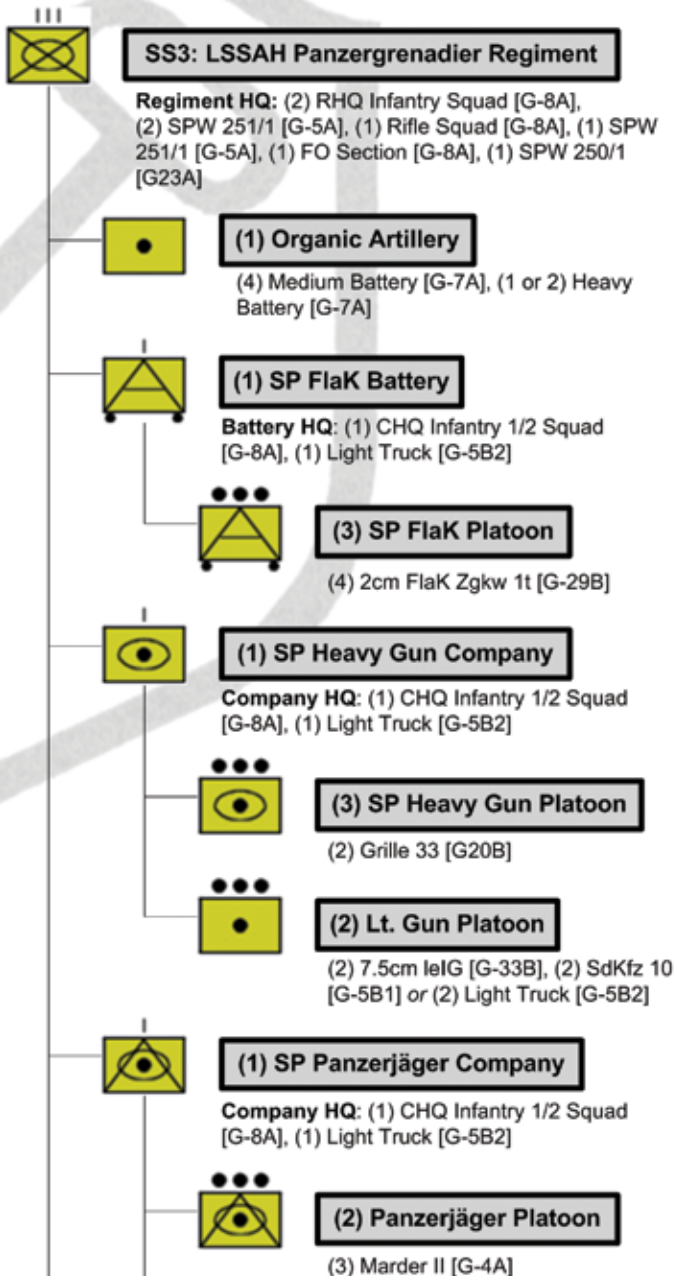 SS3: LSSAH Panzergrenadier Regiment
Regiment HQ: (2) RHQ Infantry Squad [G-8A],
(2) SPW 251/1 [G-5A], (1) Rifle Squad [G-8A], (1) SPW
251/1 [G-5A], (1) FO Section [G-8A], (1) SPW 250/1
[G23A]
(1) Organic Artillery
(4) Medium Battery [G-7A], (1 or 2) Heavy
Battery [G-7A]
(1) SP FlaK Battery
Battery HQ: (1) CHQ Infantry 1/2 Squad
[G-8A], (1) Light Truck [G-5B2]
(3) SP FlaK Platoon
(4) 2cm FlaK Zgkw 1t [G-29B]
(1) SP Heavy Gun Company
Company HQ: (1) CHQ Infantry 1/2 Squad
[G-8A], (1) Light Truck [G-5B2]
(3) SP Heavy Gun Platoon
(2) Grille 33 [G20B]
(2) Lt. Gun Platoon
(2) 7.5cm leIG [G-33B], (2) SdKfz 10
[G-5B1] or (2) Light Truck [G-5B2]
(1) SP Panzerjäger Company
Company HQ: (1) CHQ Infantry 1/2 Squad
[G-8A], (1) Light Truck [G-5B2]
(2) Panzerjäger Platoon
(3) Marder II [G-4A]